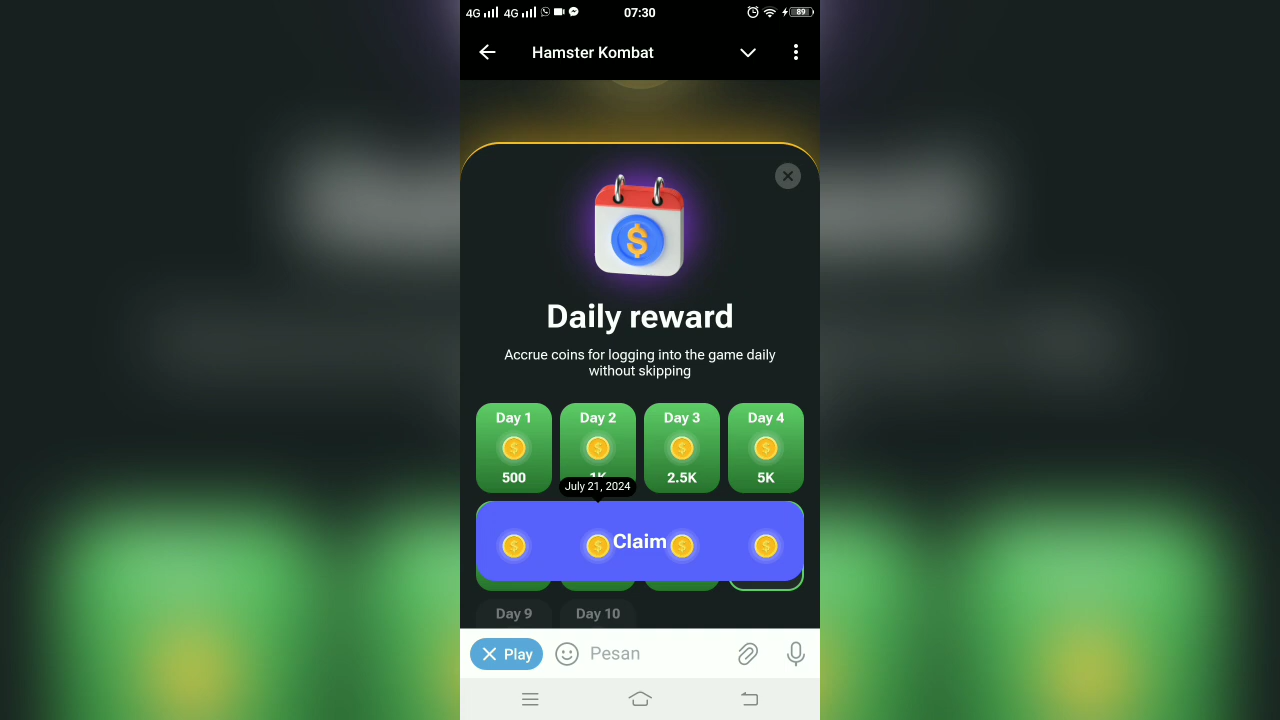 4G 4G 07:30 89
Hamster Kombat
Daily reward
Accrue coins for logging into the game daily
without skipping
Day 1 Day 2 Day 3 Day 4
500 1K 2.5K 5K
July 21, 2024
Claim
Day 9 Day 10
Play Pesan